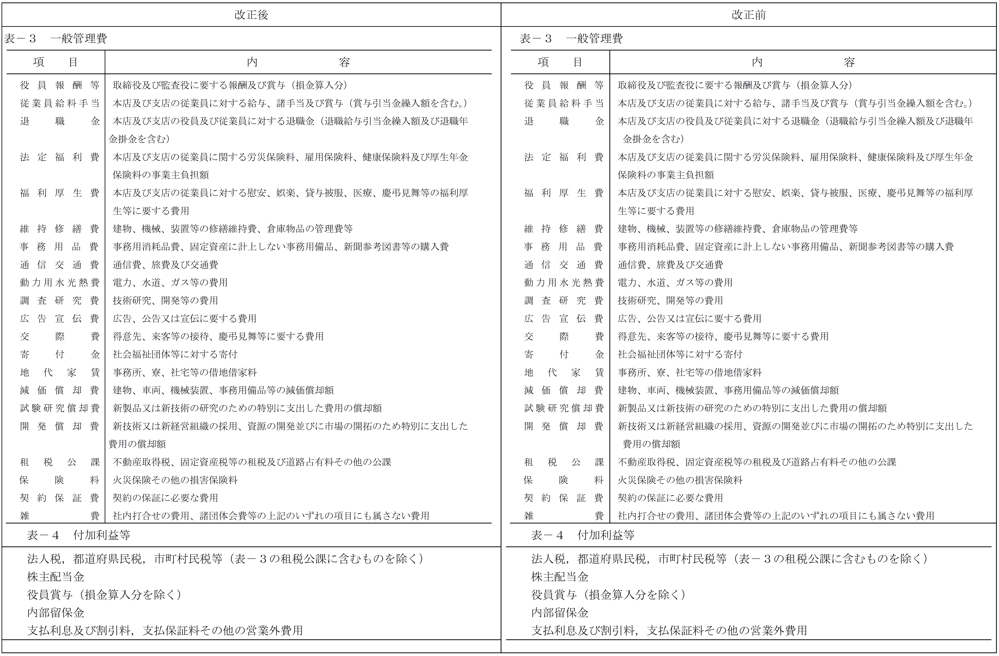 改正後
表－３　一般管理費
項　目　内　容
役員報酬等　取締役及び監査役に要する報酬及び賞与（損金算入分）
従業員給料手当　本店及び支店の従業員に対する給与、諸手当及び賞与（賞与引当金繰入額を含む。）
退職金　本店及び支店の役員及び従業員に対する退職金（退職給与引当金繰入額及び退職年
金掛金を含む）
法定福利費　本店及び支店の従業員に関する労災保険料、雇用保険料、健康保険料及び厚生年金
保険料の事業主負担額
福利厚生費　本店及び支店の従業員に対する慰安、娯楽、貸与被服、医療、慶弔見舞等の福利厚
生等に要する費用
維持修繕費　建物、機械、装置等の修繕維持費、倉庫物品の管理費等
事務用品費　事務用消耗品費、固定資産に計上しない事務用備品、新聞参考図書等の購入費
通信交通費　通信費、旅費及び交通費
動力用水光熱費　電力、水道、ガス等の費用
調査研究費　技術研究、開発等の費用
広告宣伝費　広告、公告又は宣伝に要する費用
交際費　得意先、来客等の接待、慶弔見舞等に要する費用
寄付金　社会福祉団体等に対する寄付
地代家賃　事務所、寮、社宅等の借地借家料
減価償却費　建物、車両、機械装置、事務用備品等の減価償却額
試験研究償却費　新製品又は新技術の研究のための特別に支出した費用の償却額
開発償却費　新技術又は新経営組織の採用、資源の開発並びに市場の開拓のため特別に支出した
費用の償却額
租税公課　不動産取得税、固定資産税等の租税及び道路占有料その他の公課
保険料　火災保険その他の損害保険料
契約保証費　契約の保証に必要な費用
雑費　社内打合せの費用、諸団体会費等の上記のいずれの項目にも属さない費用
表－４　付加利益等
法人税，都道府県民税，市町村民税等（表－３の租税公課に含むものを除く）
株主配当金
役員賞与（損金算入分を除く）
内部留保金
支払利息及び割引料，支払保証料その他の営業外費用
改正前
表－３　一般管理費
項　目　内　容
役員報酬等　取締役及び監査役に要する報酬及び賞与（損金算入分）
従業員給料手当　本店及び支店の従業員に対する給与、諸手当及び賞与（賞与引当金繰入額を含む。）
退職金　本店及び支店の役員及び従業員に対する退職金（退職給与引当金繰入額及び退職年
金掛金を含む）
法定福利費　本店及び支店の従業員に関する労災保険料、雇用保険料、健康保険料及び厚生年金
保険料の事業主負担額
福利厚生費　本店及び支店の従業員に対する慰安、娯楽、貸与被服、医療、慶弔見舞等の福利厚
生等に要する費用
維持修繕費　建物、機械、装置等の修繕維持費、倉庫物品の管理費等
事務用品費　事務用消耗品費、固定資産に計上しない事務用備品、新聞参考図書等の購入費
通信交通費　通信費、旅費及び交通費
動力用水光熱費　電力、水道、ガス等の費用
調査研究費　技術研究、開発等の費用
広告宣伝費　広告、公告又は宣伝に要する費用
交際費　得意先、来客等の接待、慶弔見舞等に要する費用
寄付金　社会福祉団体等に対する寄付
地代家賃　事務所、寮、社宅等の借地借家料
減価償却費　建物、車両、機械装置、事務用備品等の減価償却額
試験研究償却費　新製品又は新技術の研究のための特別に支出した費用の償却額
開発償却費　新技術又は新経営組織の採用、資源の開発並びに市場の開拓のため特別に支出した
費用の償却額
租税公課　不動産取得税、固定資産税等の租税及び道路占有料その他の公課
保険料　火災保険その他の損害保険料
契約保証費　契約の保証に必要な費用
雑費　社内打合せの費用、諸団体会費等の上記のいずれの項目にも属さない費用
表－４　付加利益等
法人税，都道府県民税，市町村民税等（表－３の租税公課に含むものを除く）
株主配当金
役員賞与（損金算入分を除く）
内部留保金
支払利息及び割引料，支払保証料その他の営業外費用